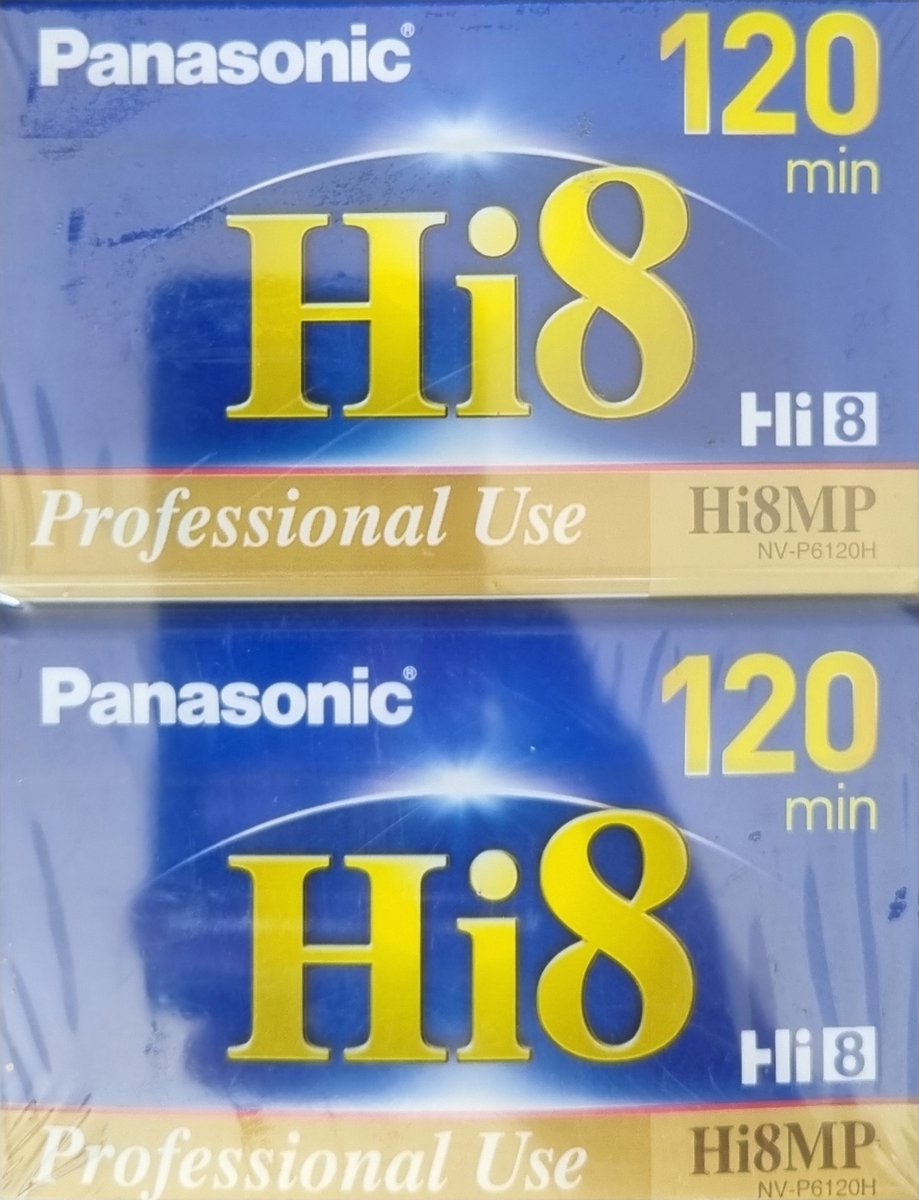 Panasonic®
120
min
Hi8
Hi8
Professional Use
Hi8MP
NV-P6120H
Panasonic®
120
min
Hi8
Hi8
Professional Use
Hi8MP
NV-P6120H